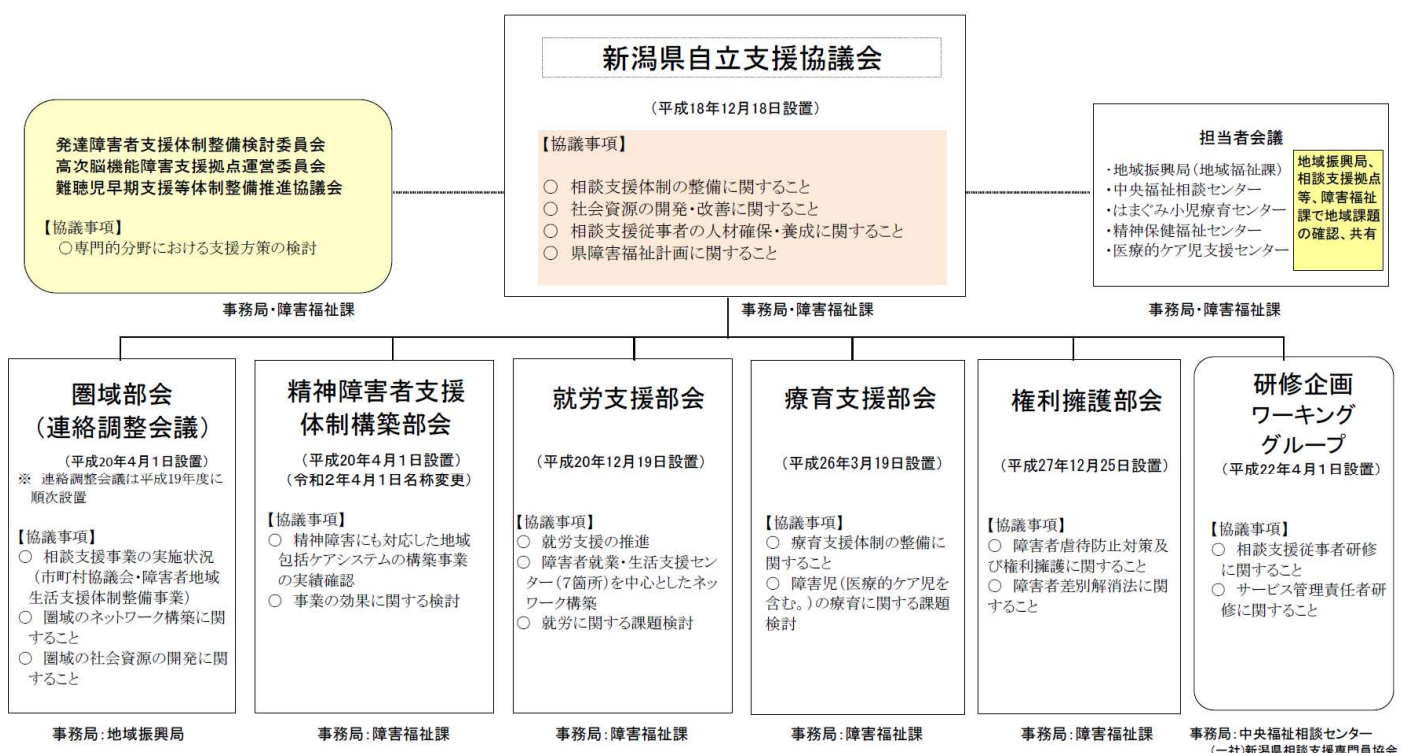 新潟県自立支援協議会
(平成18年12月18日設置)
【協議事項】
○ 相談支援体制の整備に関すること
○ 社会資源の開発・改善に関すること
○ 相談支援従事者の人材確保・養成に関すること
○ 県障害福祉計画に関すること
事務局・障害福祉課
発達障害者支援体制整備検討委員会
高次脳機能障害支援拠点運営委員会
難聴児早期支援等体制整備推進協議会
【協議事項】
○専門的分野における支援方策の検討
事務局・障害福祉課
担当者会議
・地域振興局(地域福祉課)
・中央福祉相談センター
・はまぐみ小児療育センター
・精神保健福祉センター
・医療的ケア児支援センター
地域振興局、
相談支援拠点
等、障害福祉
課で地域課題
の確認、共有
事務局・障害福祉課
圏域部会
(連絡調整会議)
(平成20年4月1日設置)
※ 連絡調整会議は平成19年度に
順次設置
【協議事項】
○ 相談支援事業の実施状況
(市町村協議会・障害者地域
生活支援体制整備事業)
○ 圏域のネットワーク構築に関
すること
○ 圏域の社会資源の開発に関
すること
事務局:地域振興局
精神障害者支援
体制構築部会
(平成20年4月1日設置)
(令和2年4月1日名称変更)
【協議事項】
○ 精神障害にも対応した地域
包括ケアシステムの構築事業
の実績確認
○ 事業の効果に関する検討
事務局:障害福祉課
就労支援部会
(平成20年12月19日設置)
【協議事項】
○ 就労支援の推進
○ 障害者就業・生活支援セン
ター(7箇所)を中心としたネッ
トワーク構築
○ 就労に関する課題検討
事務局:障害福祉課
療育支援部会
(平成26年3月19日設置)
【協議事項】
○ 療育支援体制の整備に
関すること
○ 障害児(医療的ケア児を
含む。)の療育に関する課題
検討
事務局:障害福祉課
権利擁護部会
(平成27年12月25日設置)
【協議事項】
○ 障害者虐待防止対策及
び権利擁護に関すること
○ 障害者差別解消法に関
すること
事務局:障害福祉課
研修企画
ワーキング
グループ
(平成22年4月1日設置)
【協議事項】
○ 相談支援従事者研修
に関すること
○ サービス管理責任者研
修に関すること
事務局:中央福祉相談センター
(一社)新潟県相談支援専門員協会